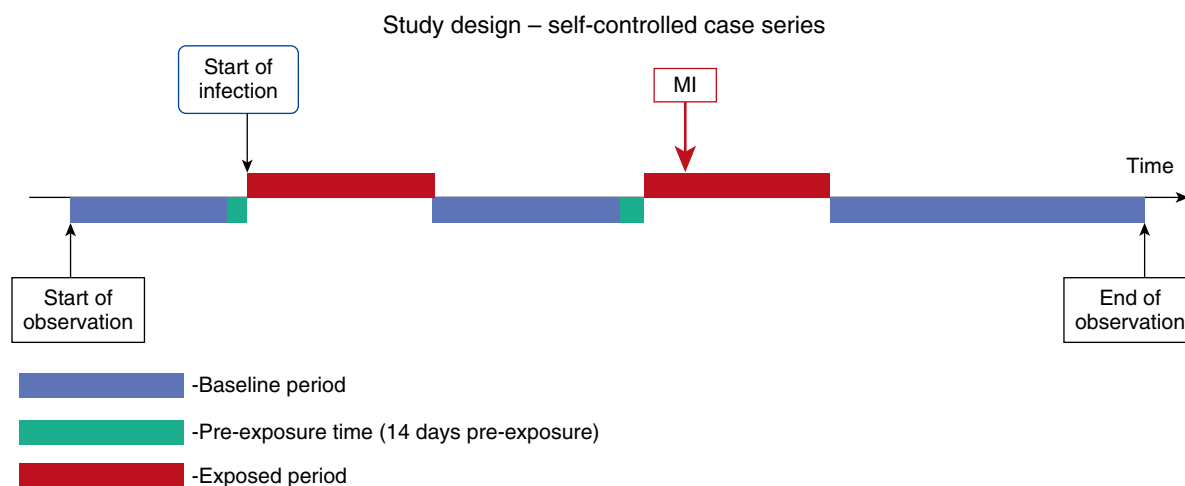 Study design – self-controlled case series
Start of
infection
MI
Time
Start of
observation
End of
observation
-Baseline period
-Pre-exposure time (14 days pre-exposure)
-Exposed period